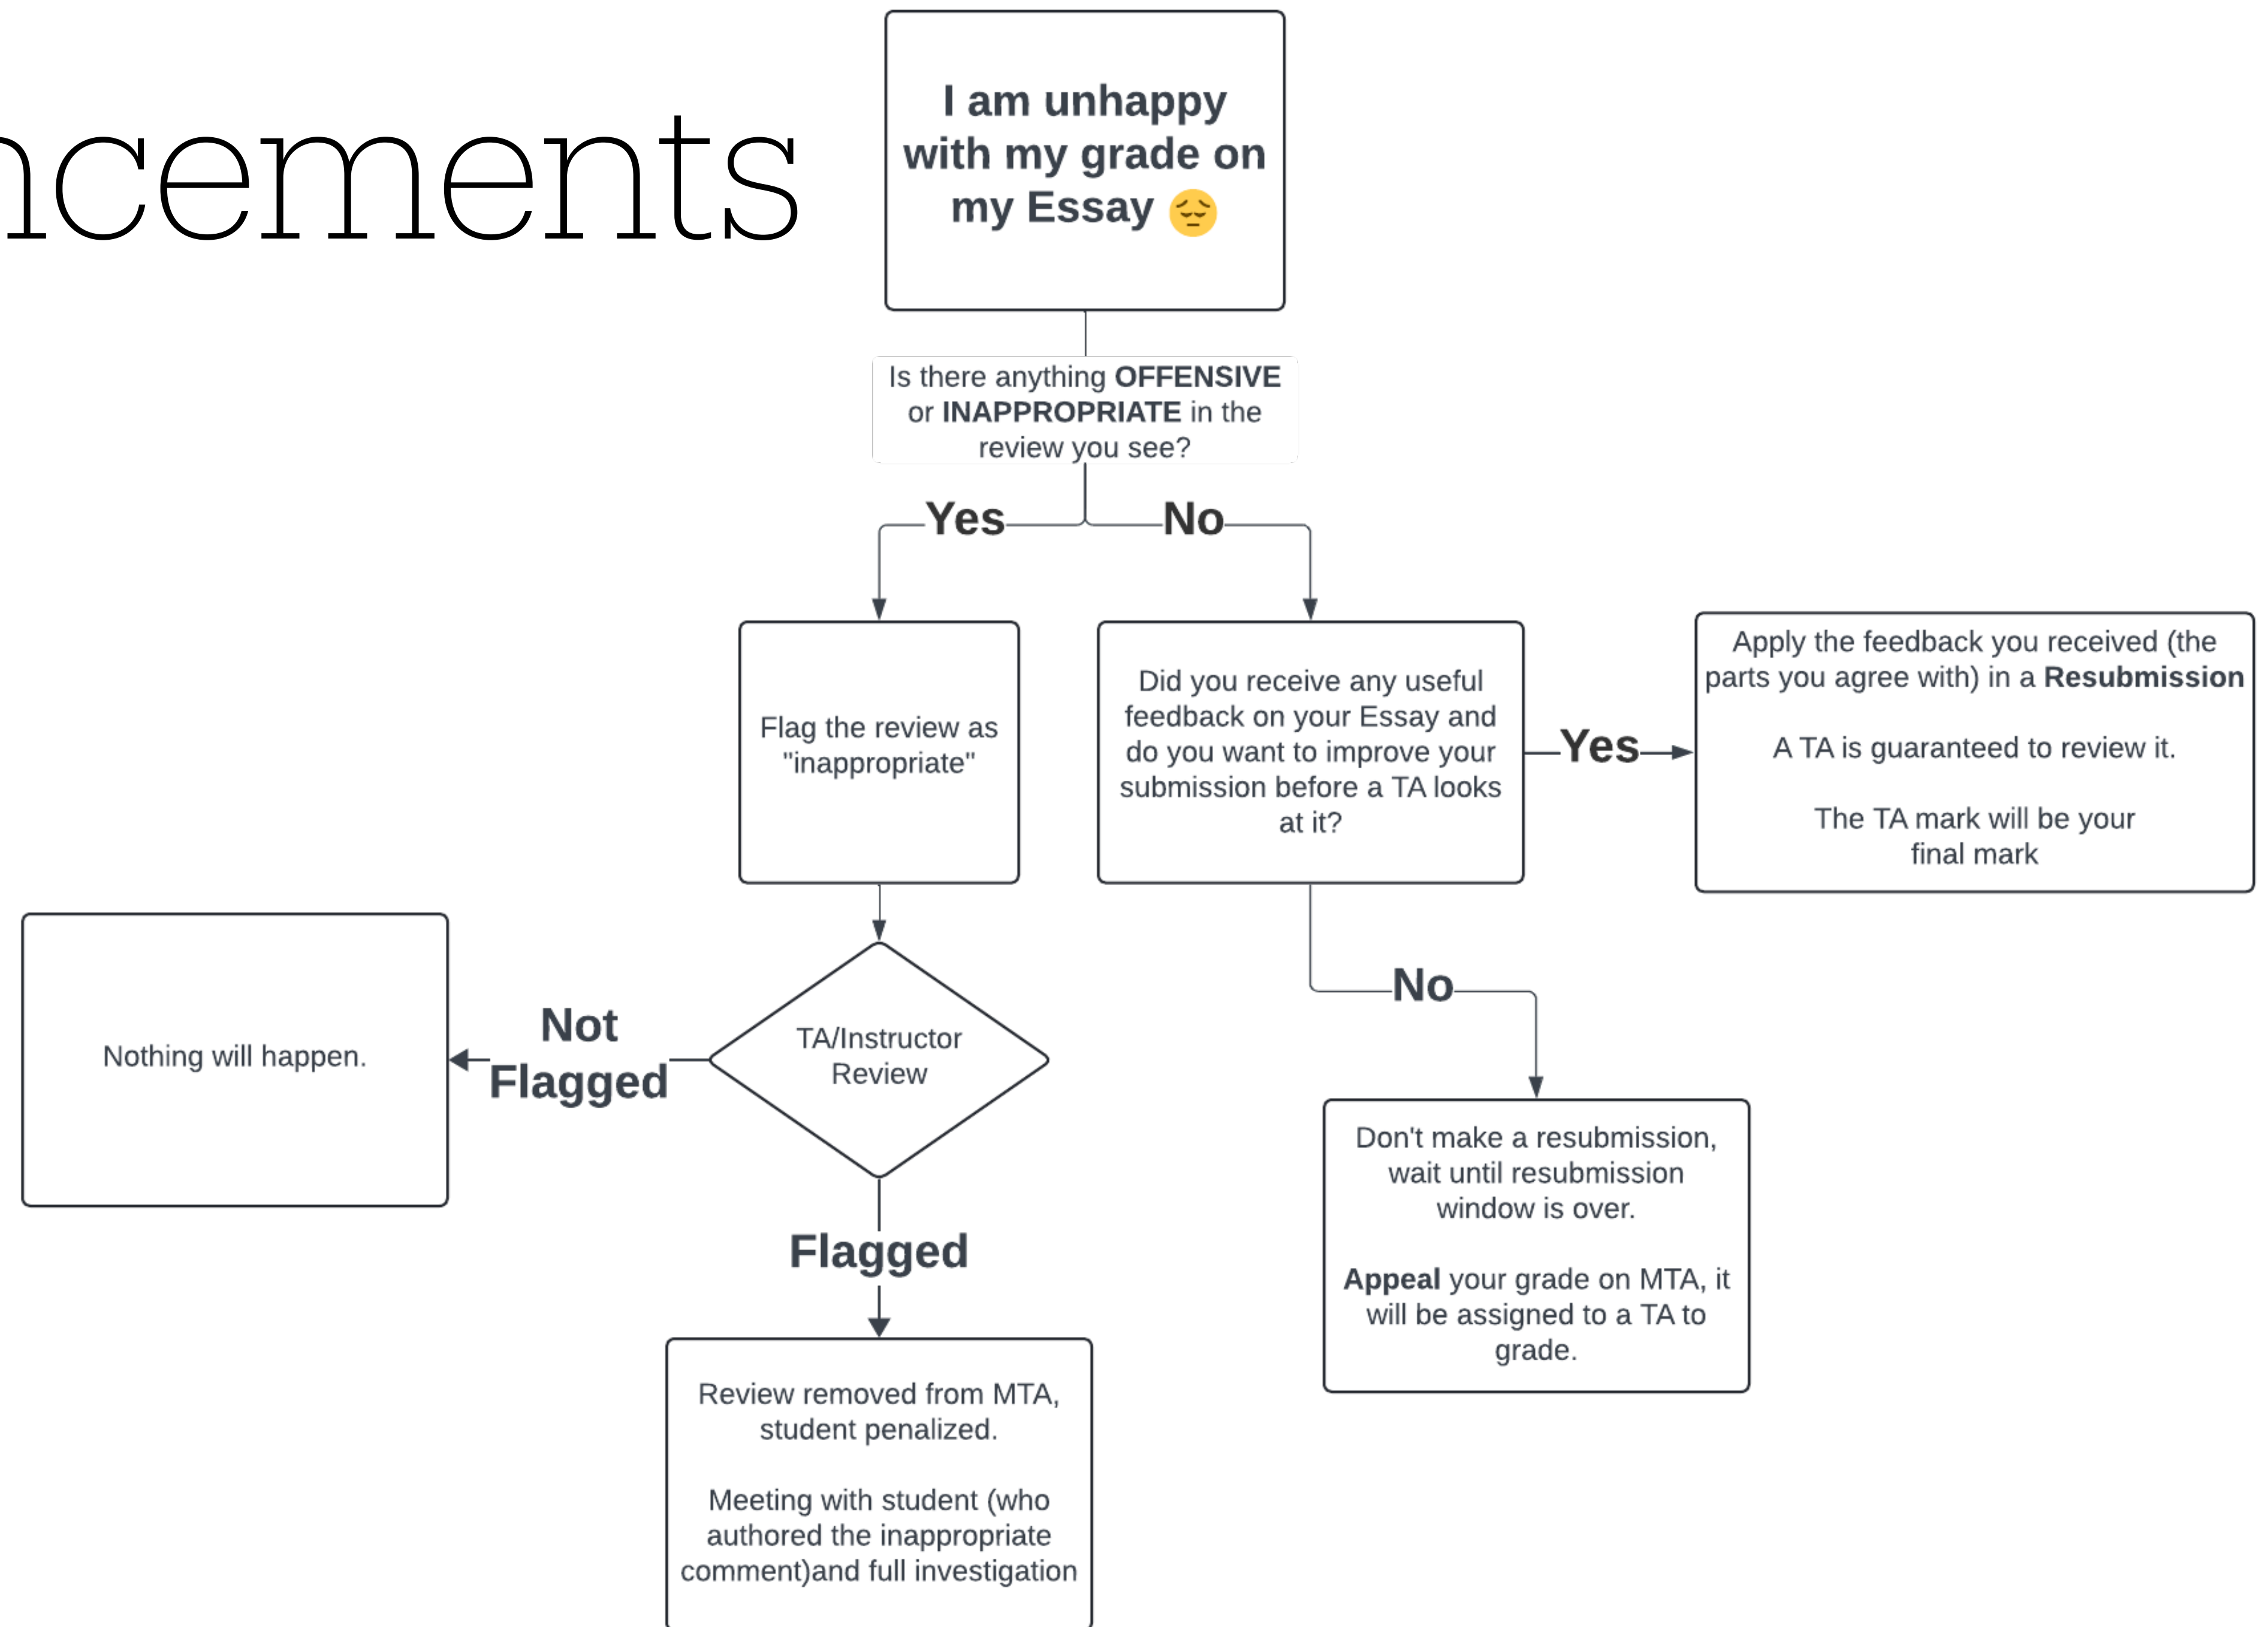 ncements
I am unhappy
with my grade on
my Essay 😔
Is there anything OFFENSIVE
or INAPPROPRIATE in the
review you see?
Yes
No
Flag the review as
"inappropriate"
Did you receive any useful
feedback on your Essay and
do you want to improve your
submission before a TA looks
at it?
Yes
Apply the feedback you received (the
parts you agree with) in a Resubmission
A TA is guaranteed to review it.
The TA mark will be your
final mark
Nothing will happen.
Not
Flagged
TA/Instructor
Review
No
Don't make a resubmission,
wait until resubmission
window is over.
Appeal your grade on MTA, it
will be assigned to a TA to
grade.
Flagged
Review removed from MTA,
student penalized.
Meeting with student (who
authored the inappropriate
comment)and full investigation